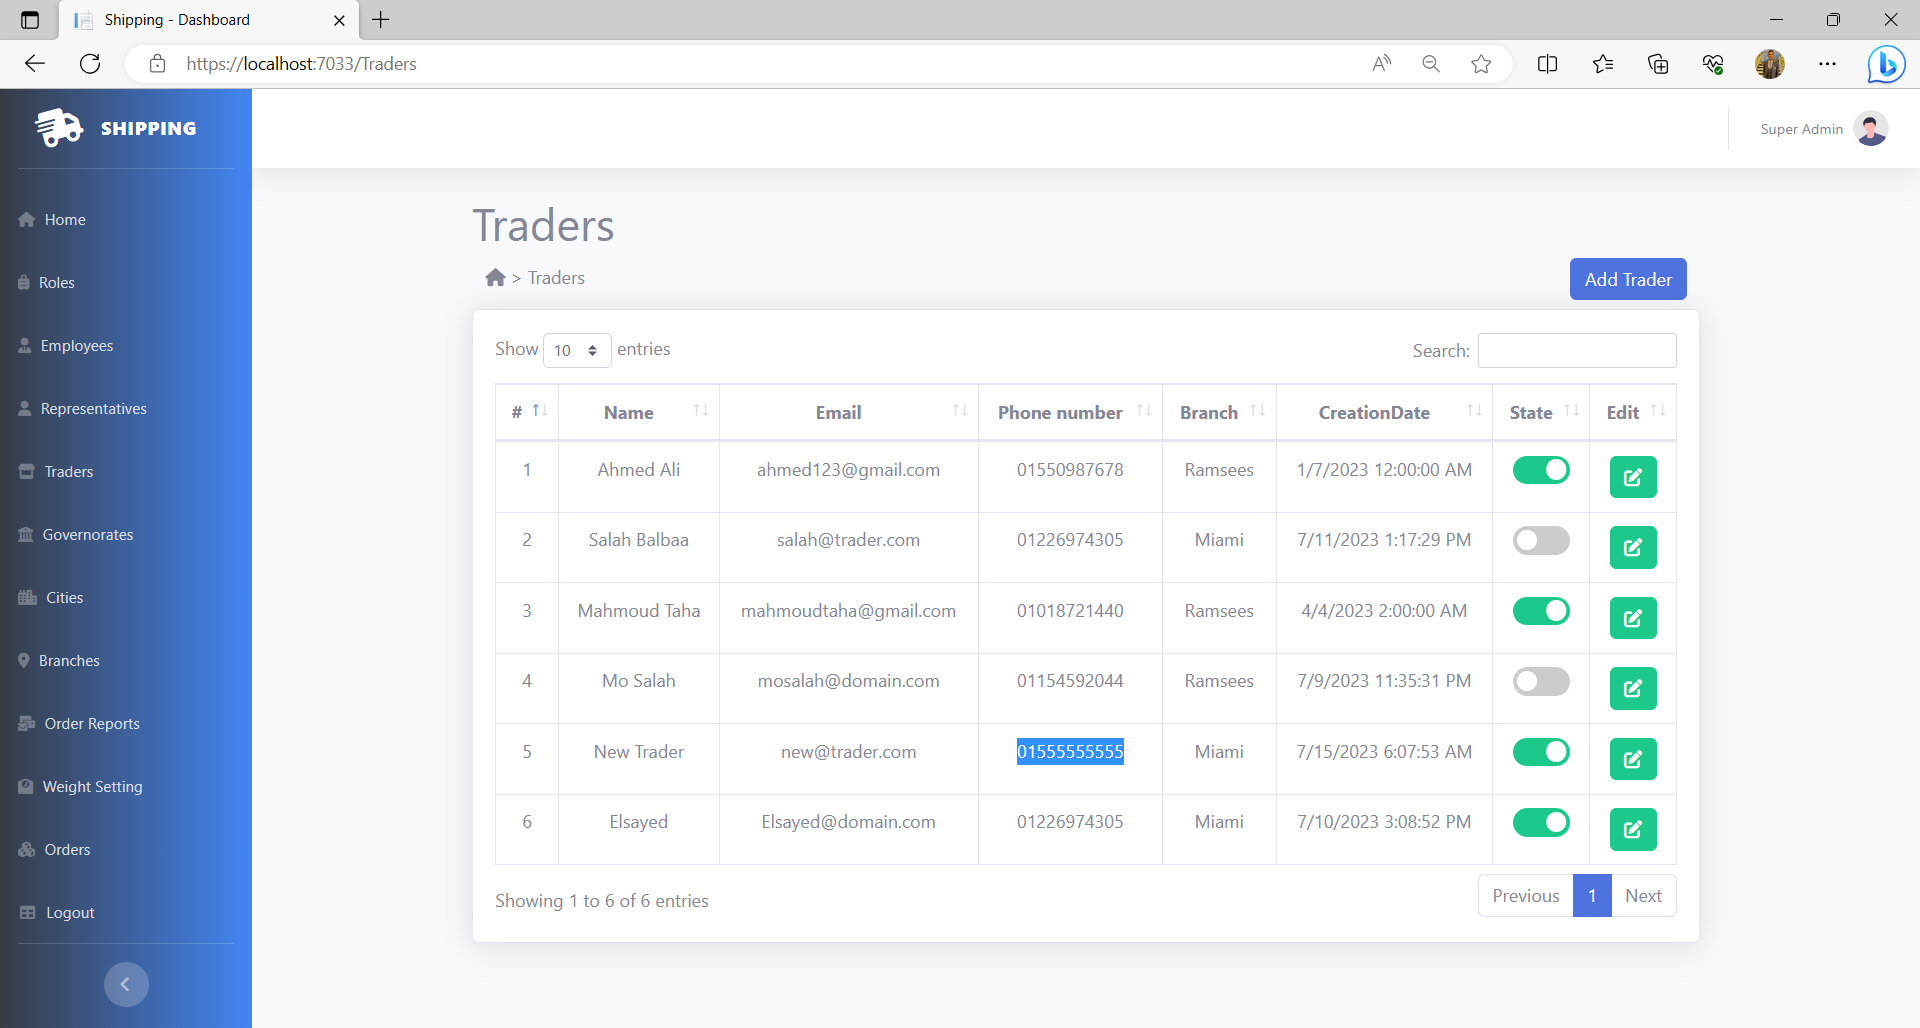 Shipping - Dashboard
https://localhost:7033/Traders
SHIPPING
Super Admin
Home
Roles
Employees
Representatives
Traders
Governorates
Cities
Branches
Order Reports
Weight Setting
Orders
Logout
Traders
> Traders
Add Trader
Show 10 entries
Search:
# Name Email Phone number Branch CreationDate State Edit
1 Ahmed Ali ahmed123@gmail.com 01550987678 Ramsees 1/7/2023 12:00:00 AM
2 Salah Balbaa salah@trader.com 01226974305 Miami 7/11/2023 1:17:29 PM
3 Mahmoud Taha mahmoudtaha@gmail.com 01018721440 Ramsees 4/4/2023 2:00:00 AM
4 Mo Salah mosalah@domain.com 01154592044 Ramsees 7/9/2023 11:35:31 PM
5 New Trader new@trader.com 01555555555 Miami 7/15/2023 6:07:53 AM
6 Elsayed Elsayed@domain.com 01226974305 Miami 7/10/2023 3:08:52 PM
Showing 1 to 6 of 6 entries
Previous 1 Next